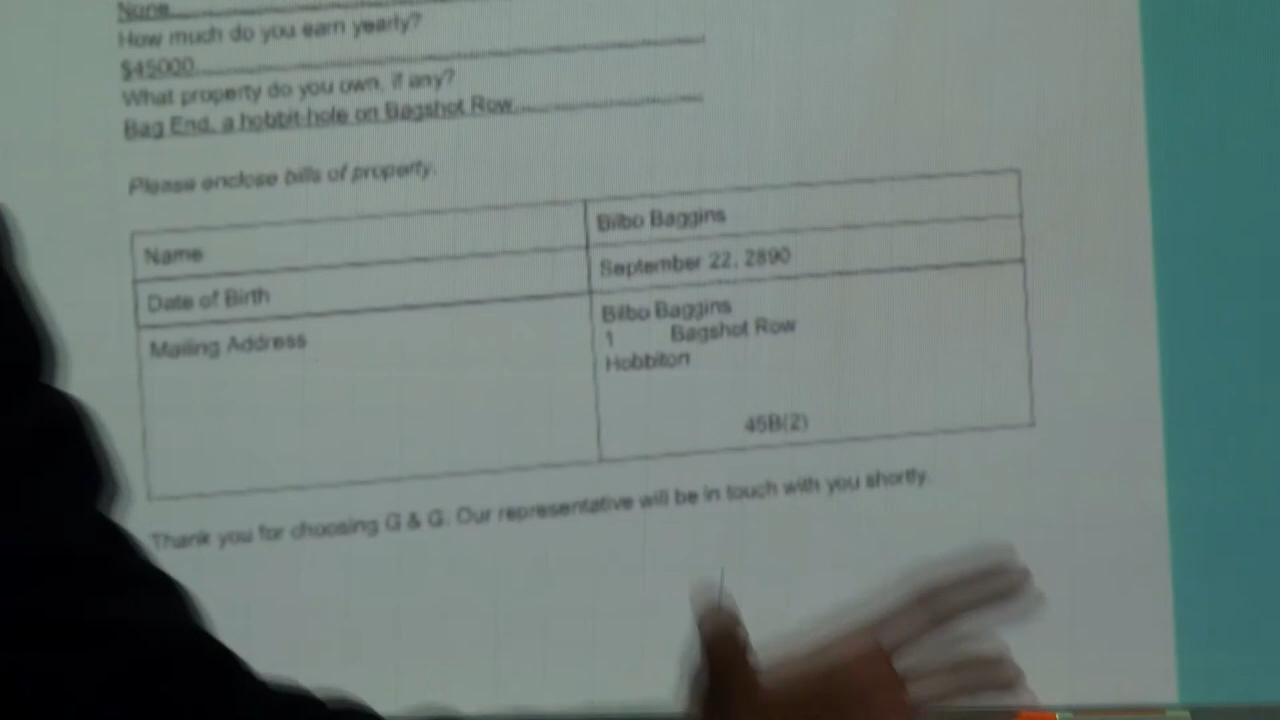 None
How much do you earn yearly?
$45000
What property do you own, if any?
Bag End, a hobbit-hole on Bagshot Row
Please enclose bills of property.
Name
Bilbo Baggins
Date of Birth
September 22, 2890
Mailing Address
Bilbo Baggins
1 Bagshot Row
Hobbiton
45B(2)
Thank you for choosing G & G. Our representative will be in touch with you shortly.